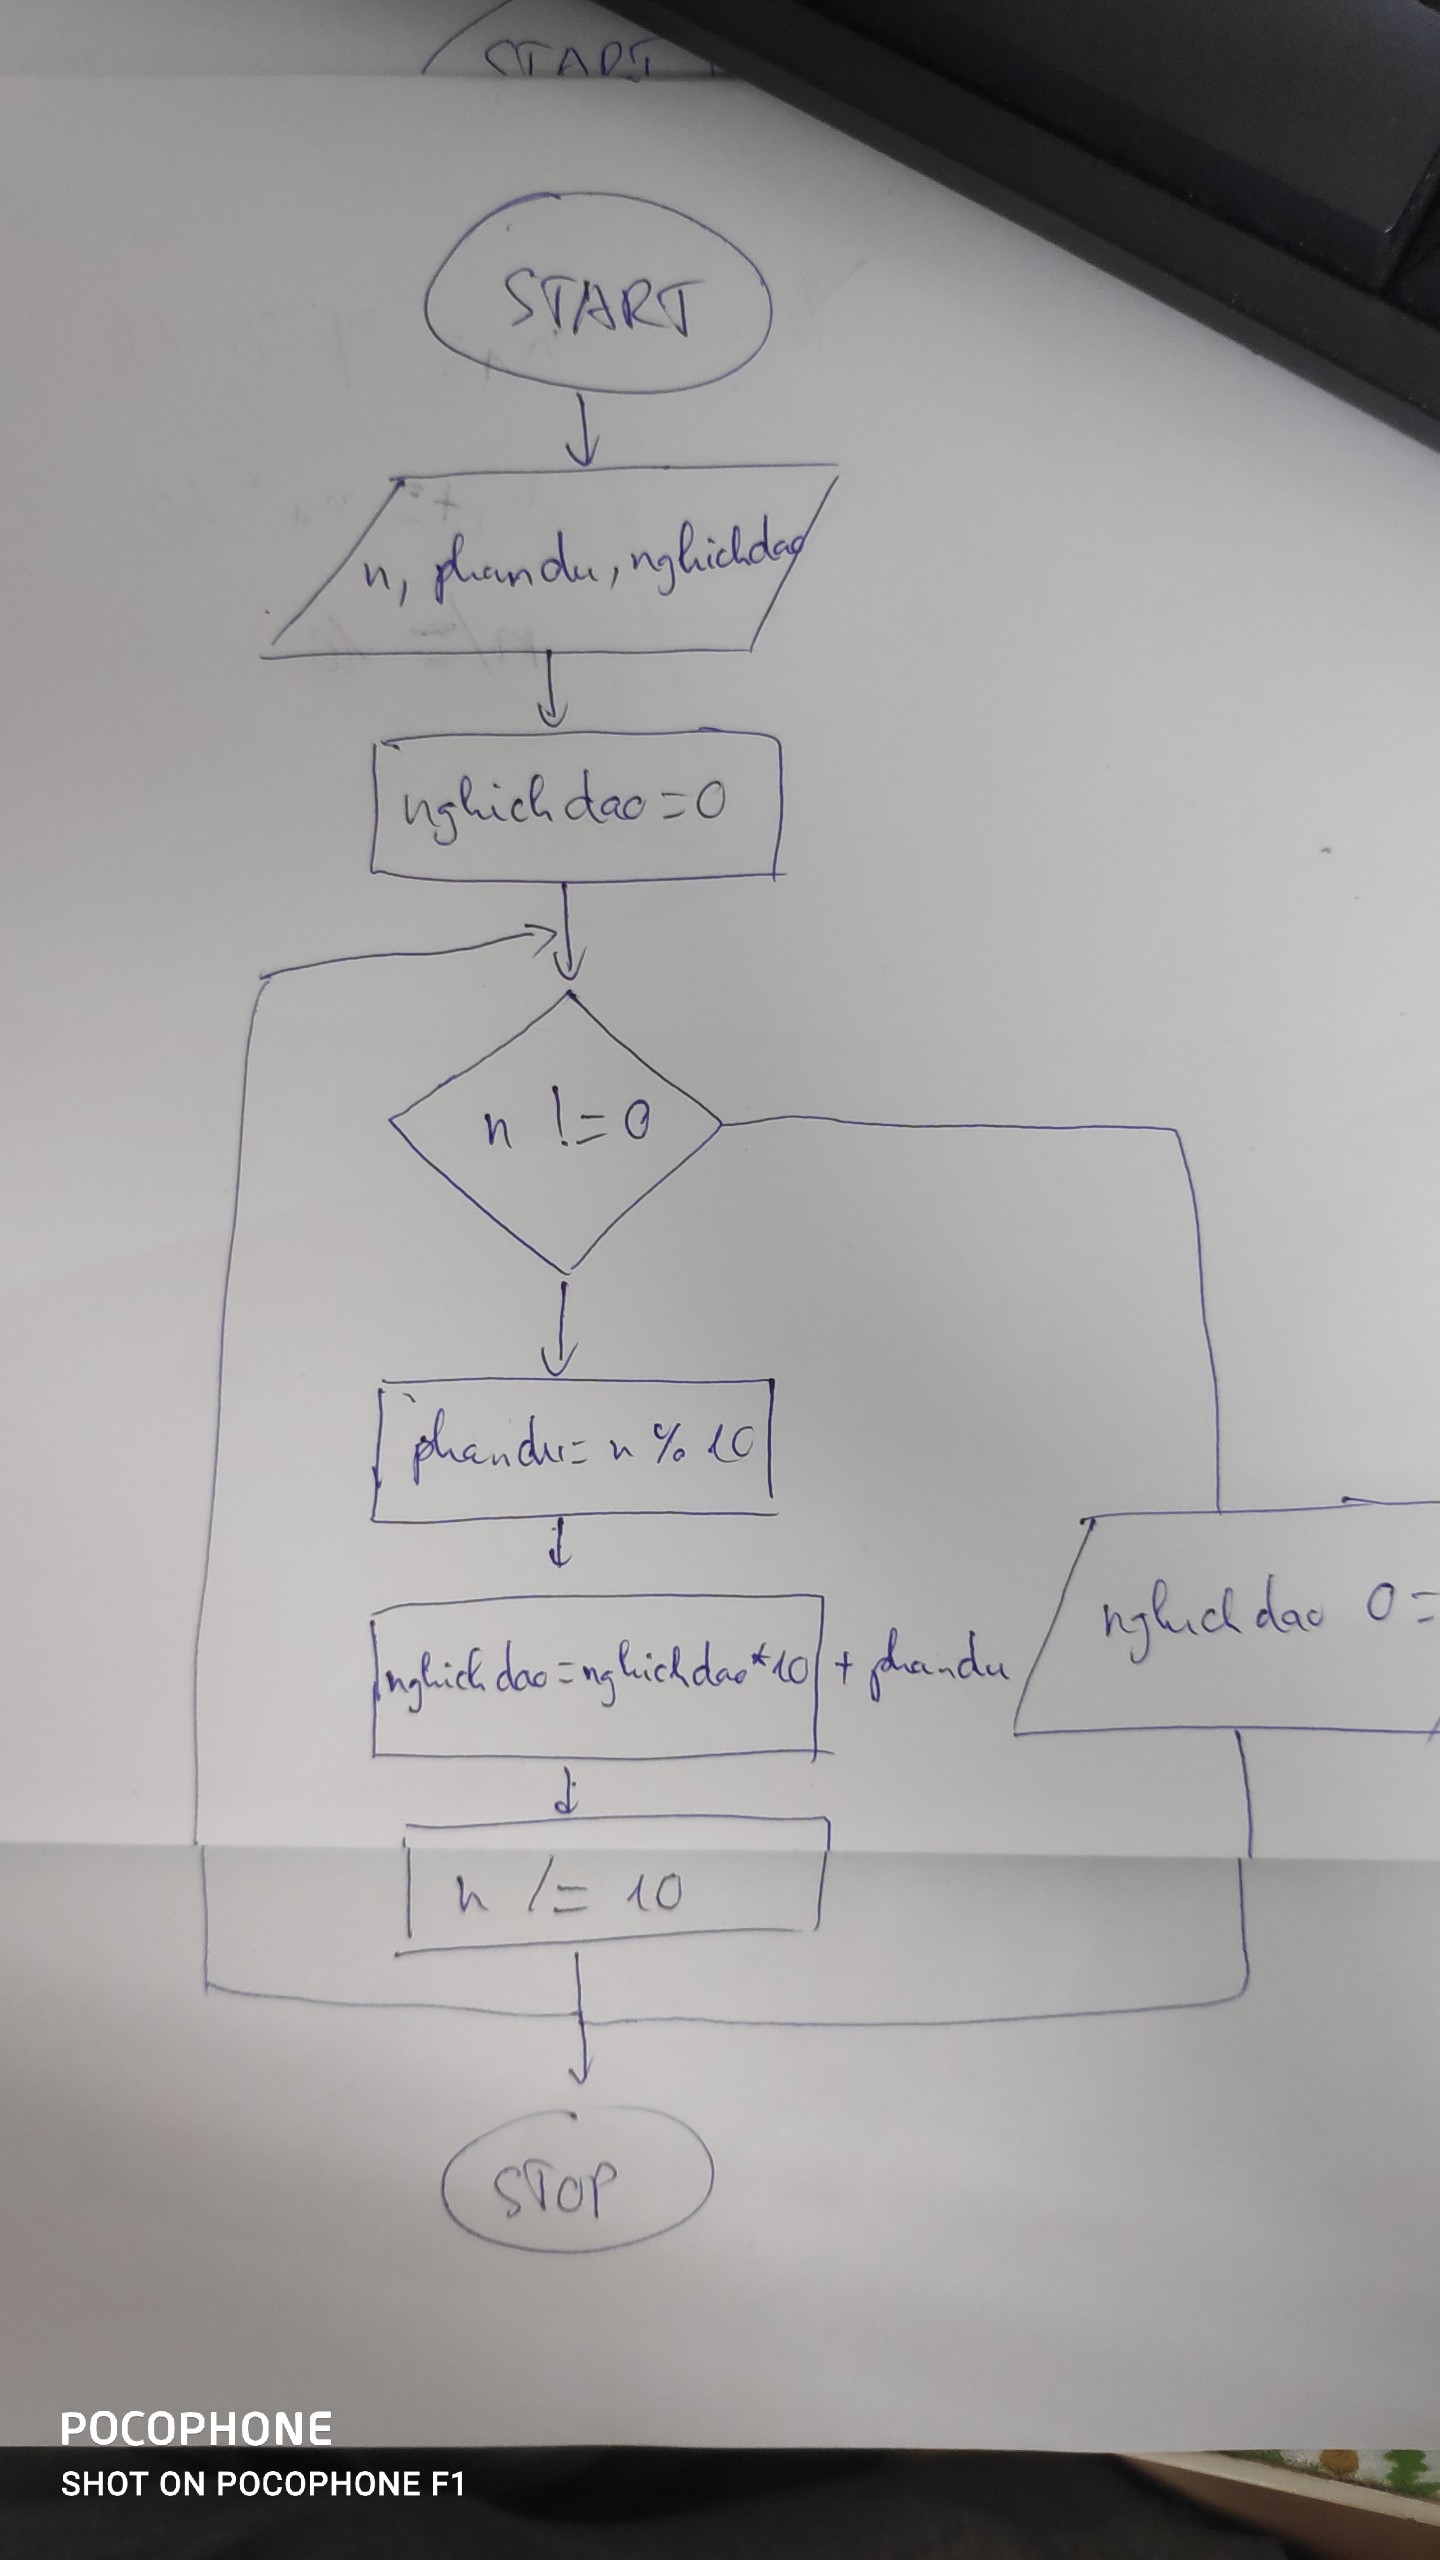 START
START
n, phandu, nghichdao
nghichdao = 0
n != 0
phandu = n % 10
nghichdao = nghichdao*10 + phandu
nghichdao 0 =
n /= 10
STOP
POCOPHONE
SHOT ON POCOPHONE F1